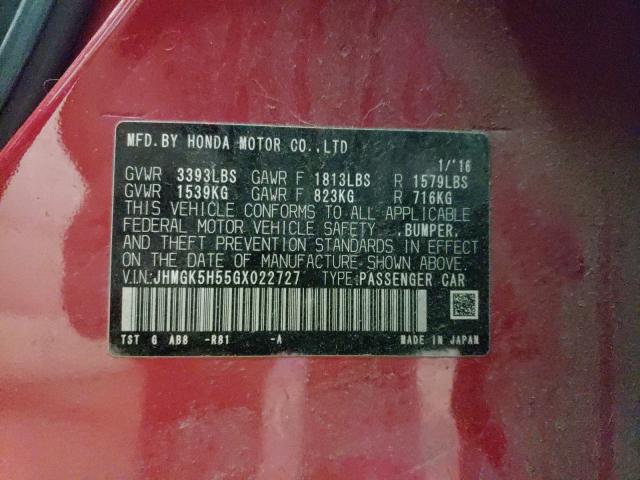 MFD.BY HONDA MOTOR CO.,LTD
1/'16
GVWR 3393LBS GAWR F 1813LBS R 1579LBS
GVWR 1539KG GAWR F 823KG R 716KG
THIS VEHICLE CONFORMS TO ALL APPLICABLE
FEDERAL MOTOR VEHICLE SAFETY ,BUMPER,
AND THEFT PREVENTION STANDARDS IN EFFECT
ON THE DATE OF MANUFACTURE SHOWN ABOVE.
V.IN:JHMGK5H55GX022727 TYPE:PASSENGER CAR
TST G AB8 -R81 -A MADE IN JAPAN